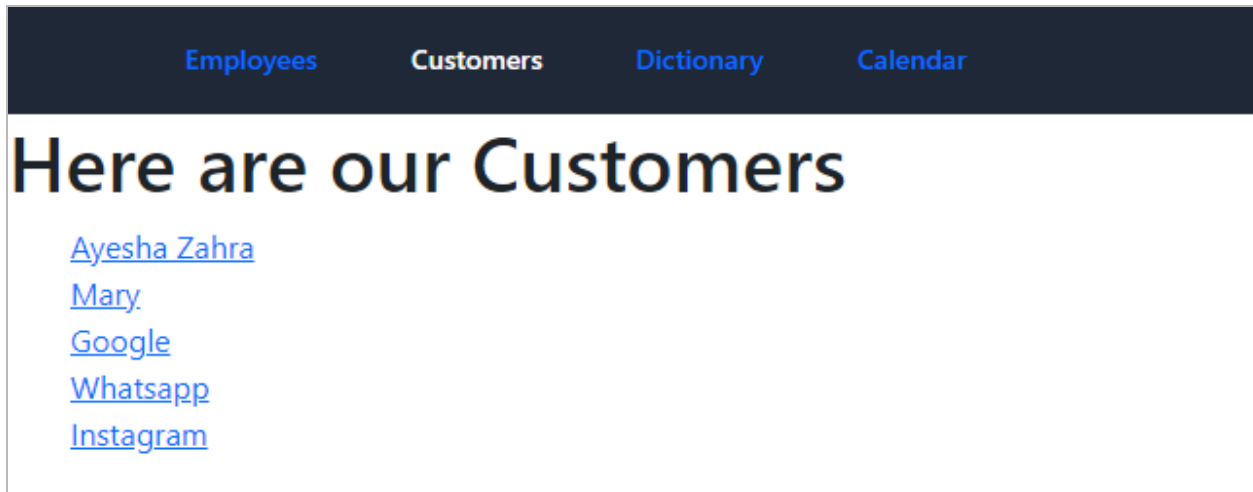 Employees Customers Dictionary Calendar
Here are our Customers
Ayesha Zahra
Mary
Google
Whatsapp
Instagram